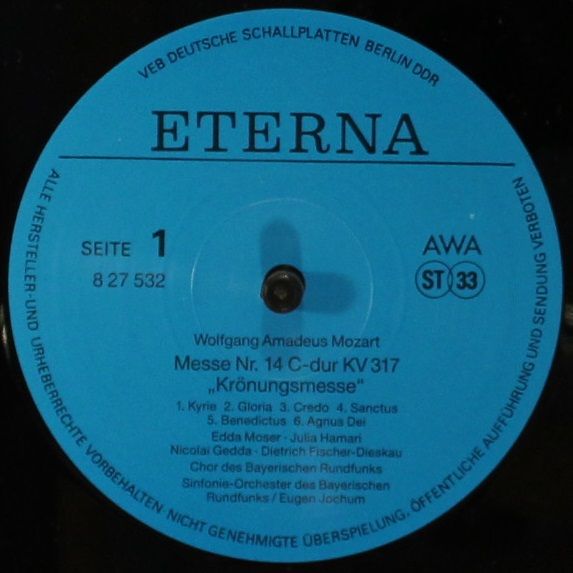 VEB DEUTSCHE SCHALLPLATTEN BERLIN DDR
ETERNA
SEITE 1
8 27 532
AWA
ST 33
Wolfgang Amadeus Mozart
Messe Nr. 14 C-dur KV 317
„Krönungsmesse“
1. Kyrie 2. Gloria 3. Credo 4. Sanctus
5. Benedictus 6. Agnus Dei
Edda Moser · Julia Hamari
Nicolai Gedda · Dietrich Fischer-Dieskau
Chor des Bayerischen Rundfunks
Sinfonie-Orchester des Bayerischen
Rundfunks / Eugen Jochum
ALLE HERSTELLER-UND URHEBERRECHTE VORBEHALTEN NICHT GENEHMIGTE ÜBERSPIELUNG, ÖFFENTLICHE AUFFÜHRUNG UND SENDUNG VERBOTEN